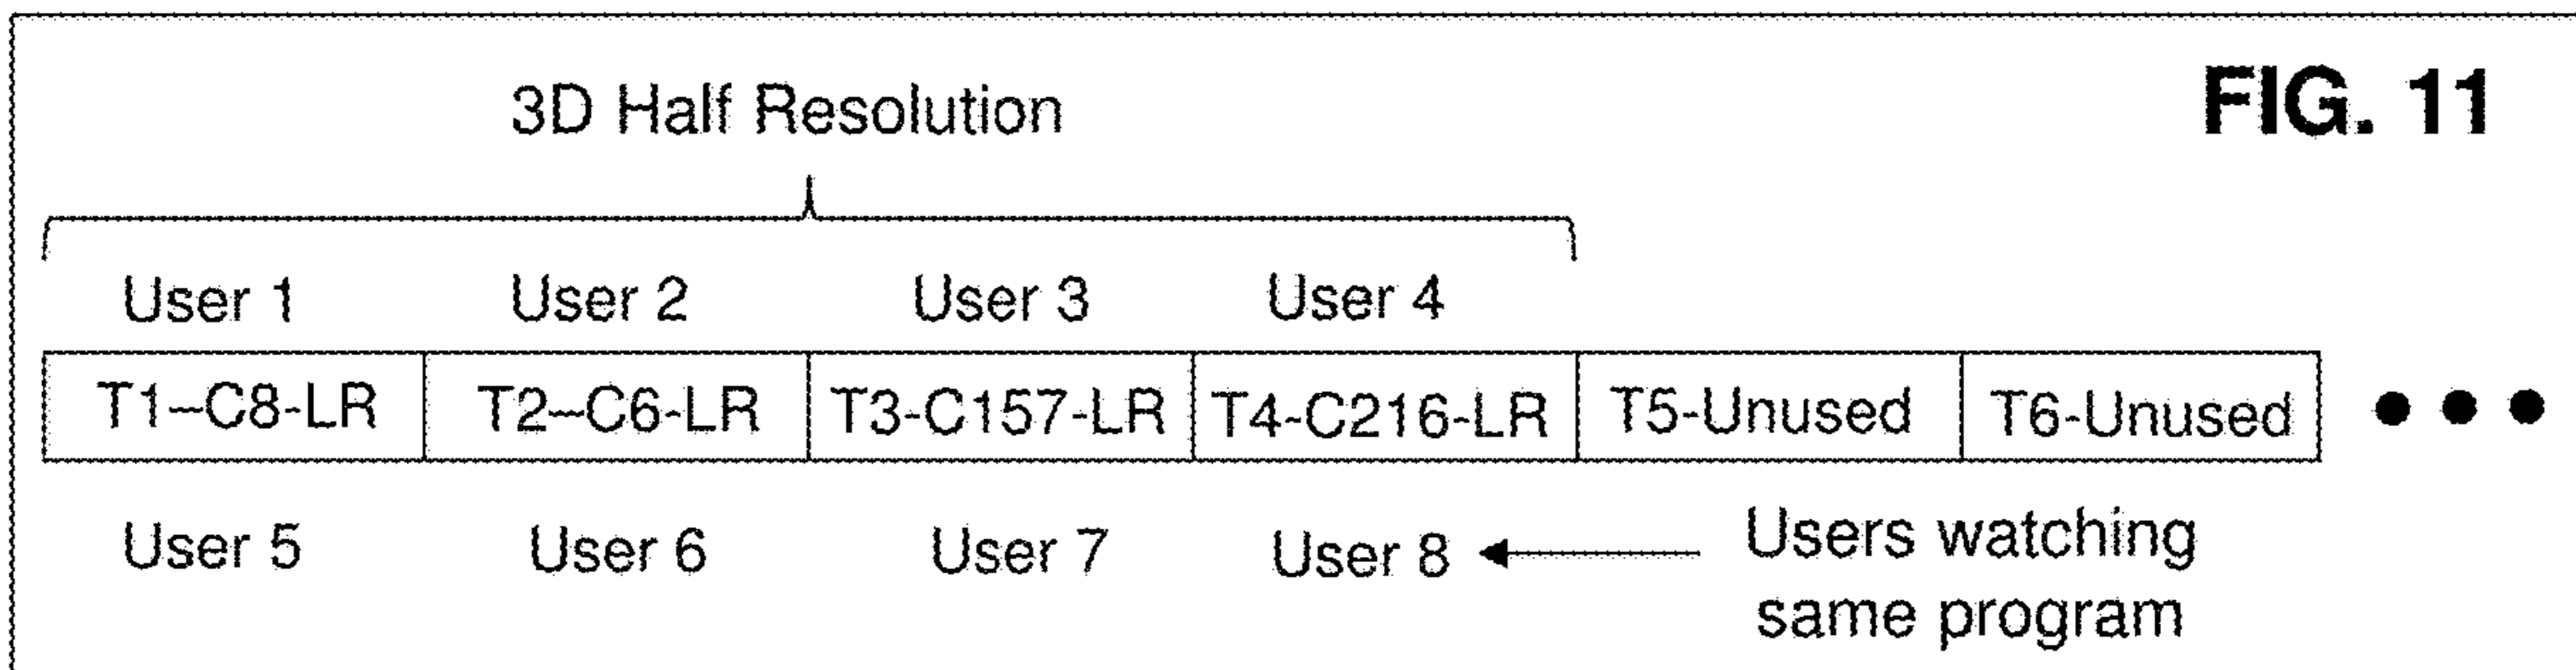 FIG. 11
3D Half Resolution
User 1 User 2 User 3 User 4
T1–C8-LR T2–C6-LR T3-C157-LR T4-C216-LR T5-Unused T6-Unused
User 5 User 6 User 7 User 8 Users watching
same program